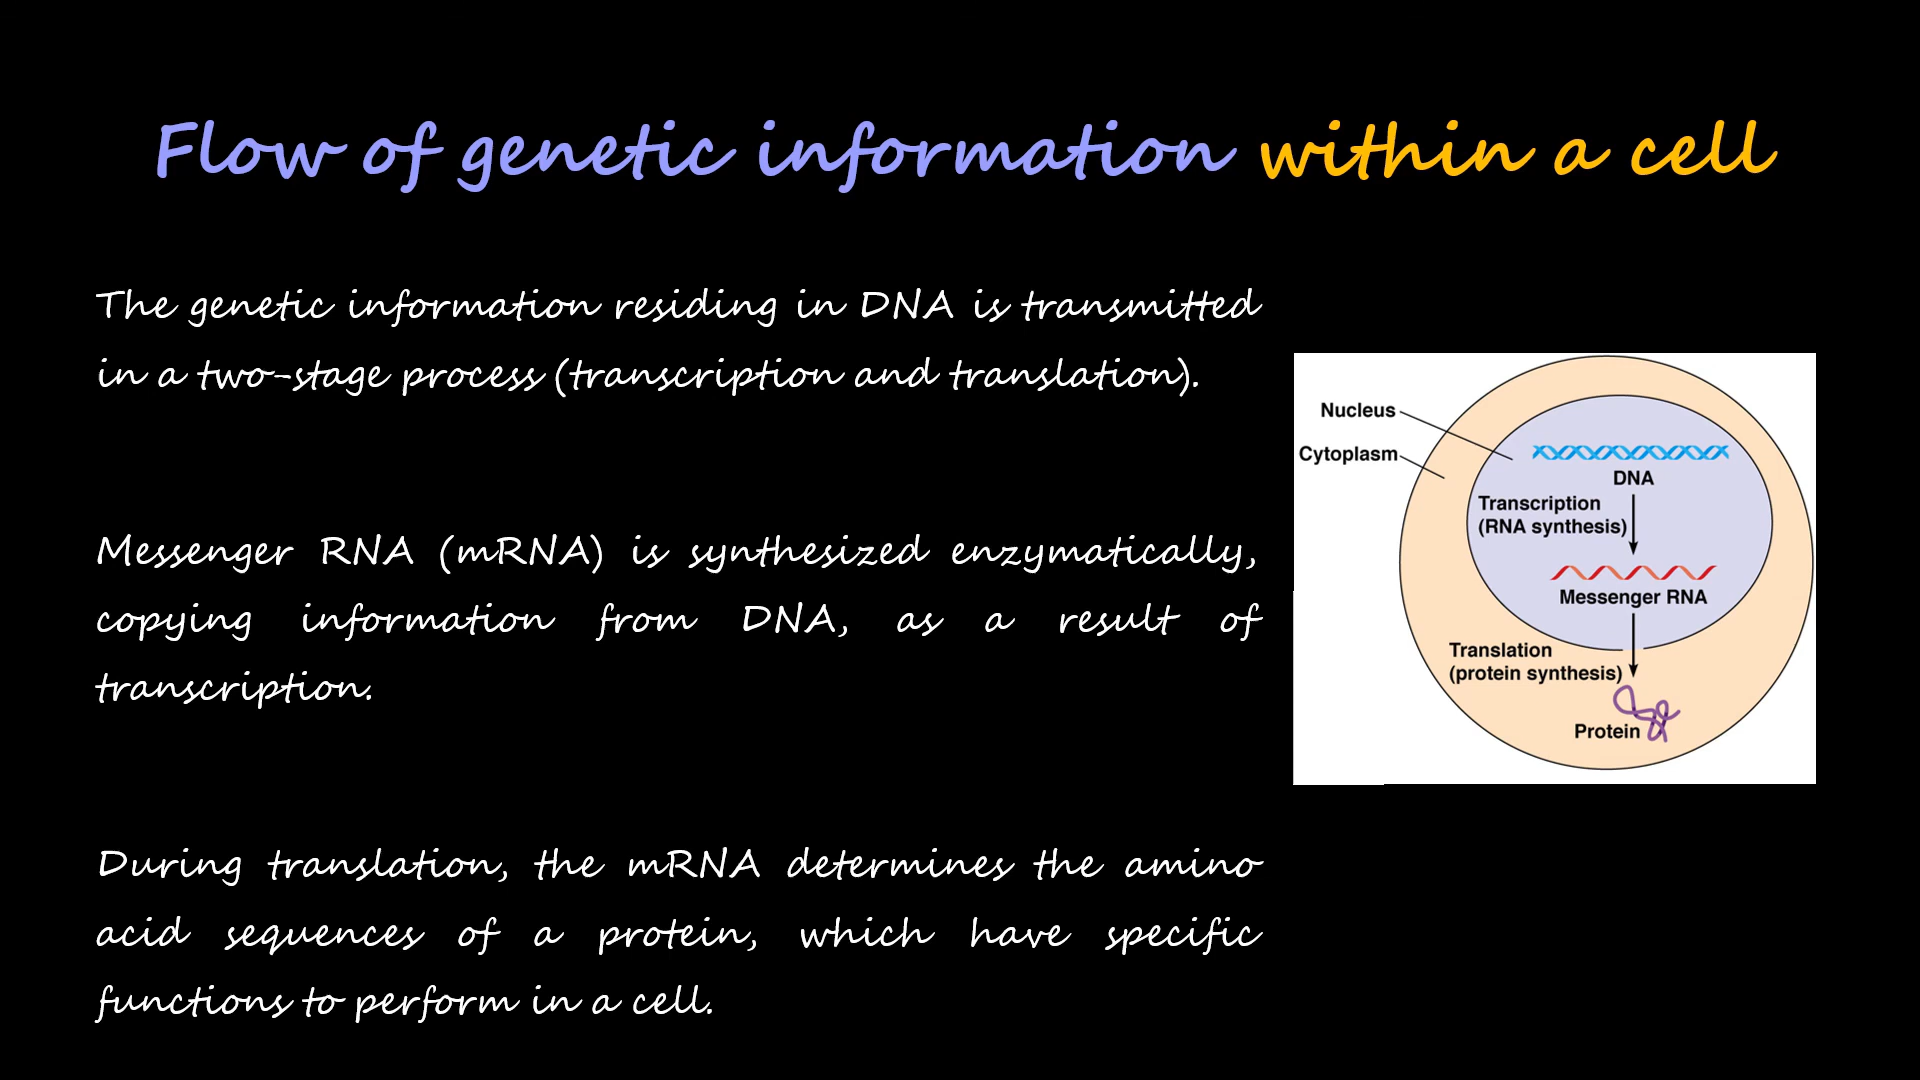 Flow of genetic information within a cell
The genetic information residing in DNA is transmitted
in a two-stage process (transcription and translation).
Messenger RNA (mRNA) is synthesized enzymatically,
copying information from DNA, as a result of
transcription.
During translation, the mRNA determines the amino
acid sequences of a protein, which have specific
functions to perform in a cell.
Nucleus
Cytoplasm
DNA
Transcription
(RNA synthesis)
Messenger RNA
Translation
(protein synthesis)
Protein